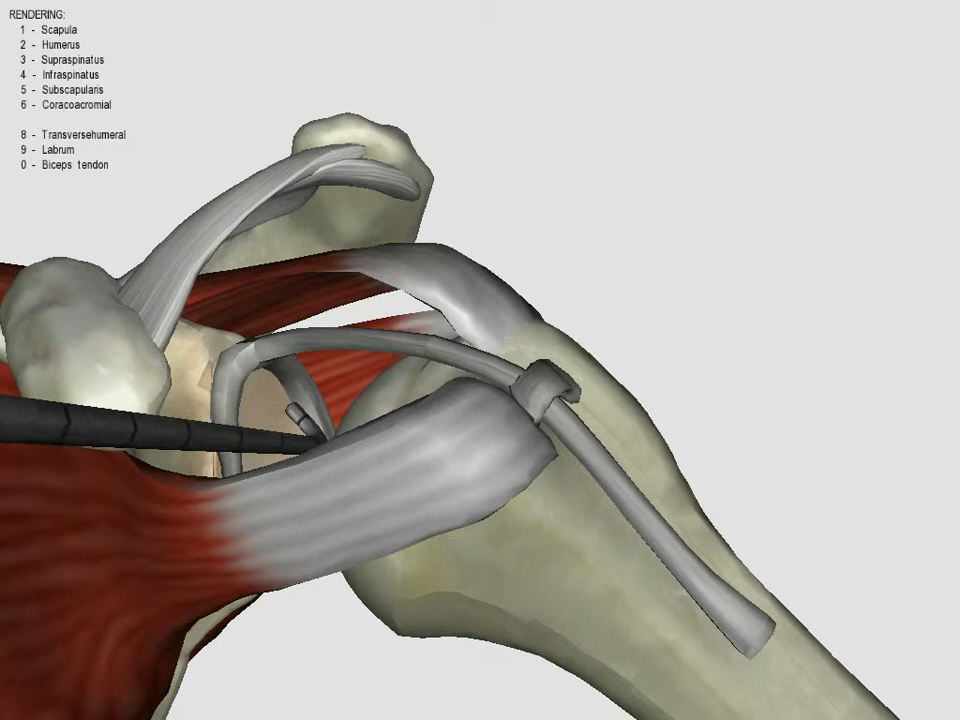 RENDERING:
1 - Scapula
2 - Humerus
3 - Supraspinatus
4 - Infraspinatus
5 - Subscapularis
6 - Coracoacromial
8 - Transversehumeral
9 - Labrum
0 - Biceps tendon